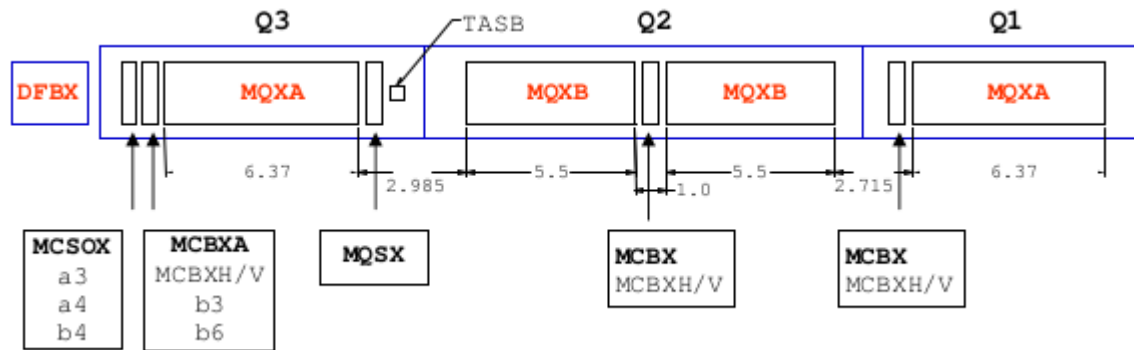 Q3 Q2 Q1
TASB
DFBX MQXA MQXB MQXB MQXA
6.37 2.985 5.5 1.0 5.5 2.715 6.37
MCSOX
a3
a4
b4
MCBXA
MCBXH/V
b3
b6
MQSX
MCBX
MCBXH/V
MCBX
MCBXH/V